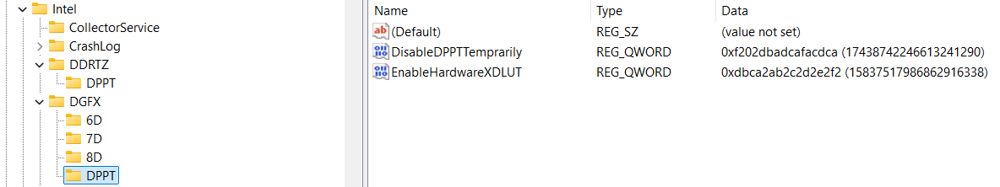 Intel
CollectorService
CrashLog
DDRTZ
DPPT
DGFX
6D
7D
8D
DPPT
Name Type Data
ab (Default) REG_SZ (value not set)
DisableDPPTTemprarily REG_QWORD 0xf202dbadcafacdca (17438742246613241290)
EnableHardwareXDLUT REG_QWORD 0xdbca2ab2c2d2e2f2 (15837517986862916338)